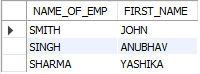 NAME_OF_EMP FIRST_NAME
SMITH JOHN
SINGH ANUBHAV
SHARMA YASHIKA